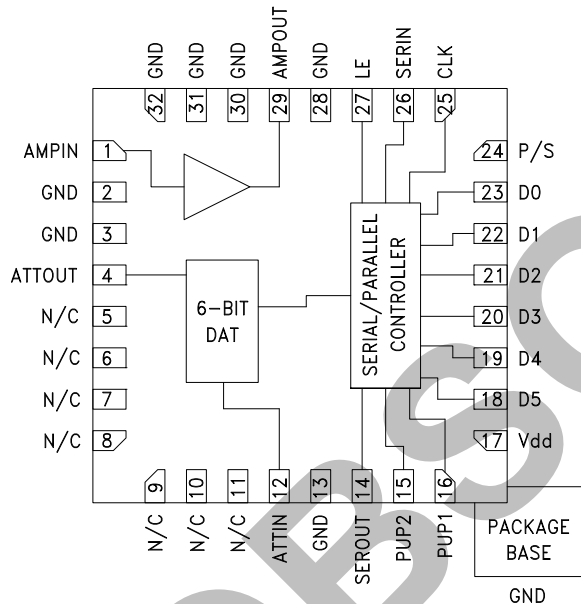 GND
GND
GND
AMPOUT
GND
LE
SERIN
CLK
32
31
30
29
28
27
26
25
AMPIN
1
GND
2
GND
3
ATTOUT
4
N/C
5
N/C
6
N/C
7
N/C
8
24
P/S
23
D0
22
D1
21
D2
20
D3
19
D4
18
D5
17
Vdd
6-BIT
DAT
SERIAL/PARALLEL
CONTROLLER
9
10
11
12
13
14
15
16
N/C
N/C
N/C
ATTIN
GND
SEROUT
PUP2
PUP1
PACKAGE
BASE
GND